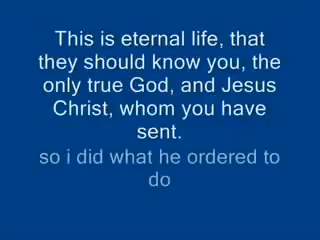 This is eternal life, that
they should know you, the
only true God, and Jesus
Christ, whom you have
sent.
so i did what he ordered to
do